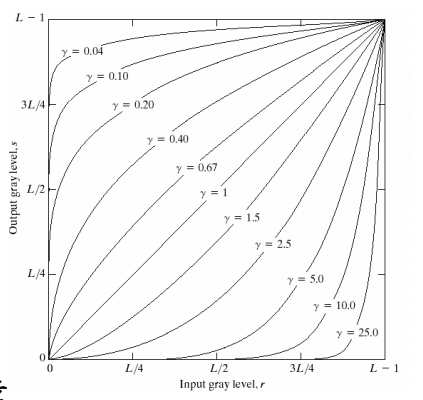 L − 1
γ = 0.04
γ = 0.10
γ = 0.20
3L/4
γ = 0.40
γ = 0.67
L/2
γ = 1
γ = 1.5
γ = 2.5
L/4
γ = 5.0
γ = 10.0
γ = 25.0
0
0 L/4 L/2 3L/4 L − 1
Input gray level, r
Output gray level, s